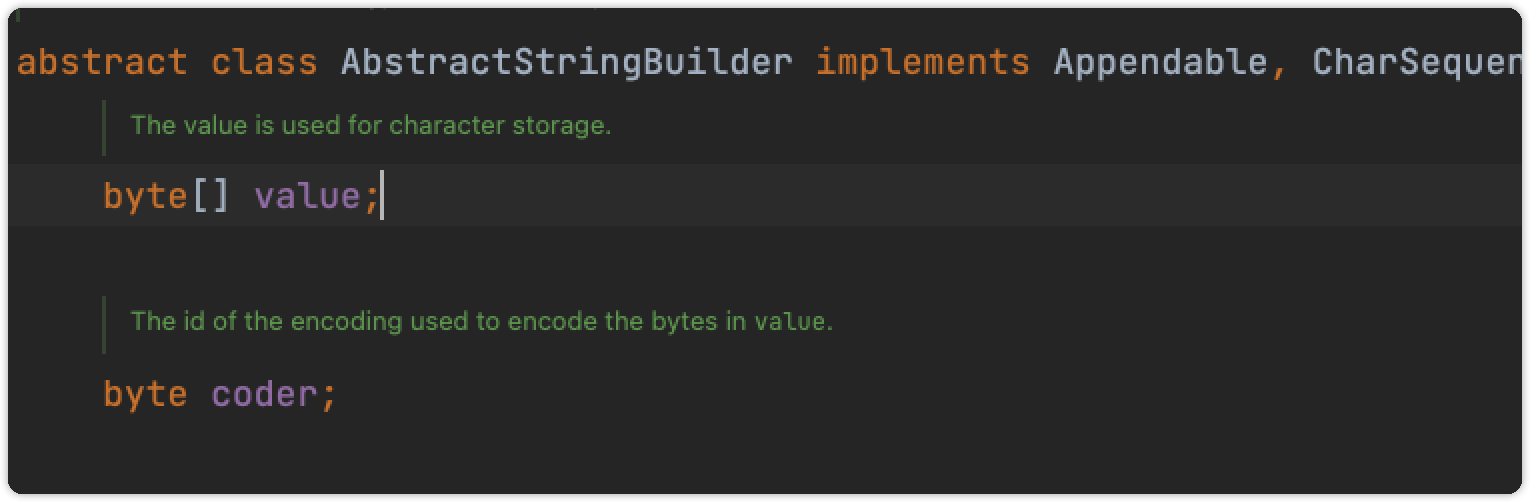 abstract class AbstractStringBuilder implements Appendable, CharSequen
The value is used for character storage.
byte[] value;
The id of the encoding used to encode the bytes in value.
byte coder;